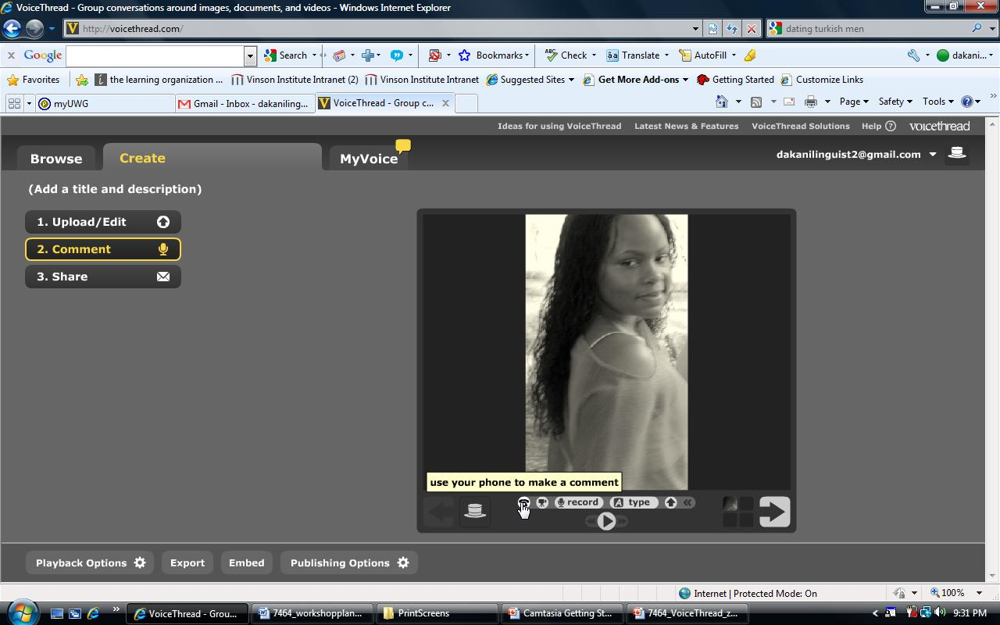 VoiceThread - Group conversations around images, documents, and videos - Windows Internet Explorer
http://voicethread.com/
dating turkish men
x Google Search Bookmarks Check Translate AutoFill dakani...
Favorites the learning organization ... Vinson Institute Intranet (2) Vinson Institute Intranet Suggested Sites Get More Add-ons Getting Started Customize Links
myUWG Gmail - Inbox - dakaniling... VoiceThread - Group c... Page Safety Tools
Ideas for using VoiceThread Latest News & Features VoiceThread Solutions Help voicethread
Browse Create MyVoice dakanilinguist2@gmail.com
(Add a title and description)
1. Upload/Edit
2. Comment
3. Share
use your phone to make a comment
record A type
Playback Options Export Embed Publishing Options
Internet | Protected Mode: On 100%
VoiceThread - Grou... 7464_workshopplan... PrintScreens Camtasia Getting St... 7464_VoiceThread_z... 9:31 PM